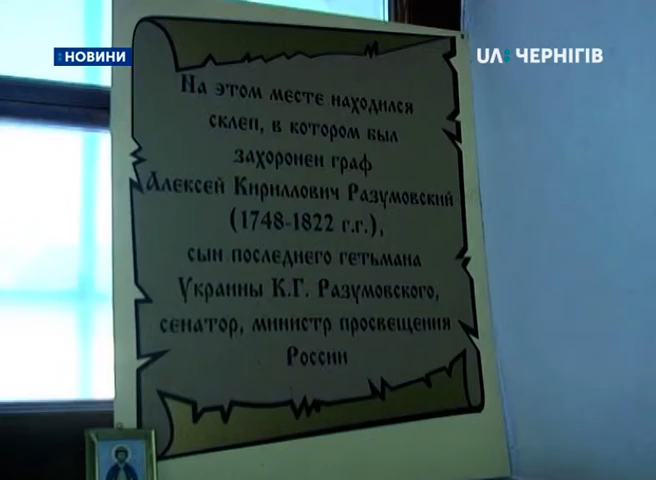 НОВИНИ
UA: ЧЕРНІГІВ
На этом месте находился
склеп, в котором был
захоронен граф
Алексей Кириллович Разумовский
(1748-1822 г.г.),
сын последнего гетьмана
Украины К.Г. Разумовского,
сенатор, министр просвещения
России